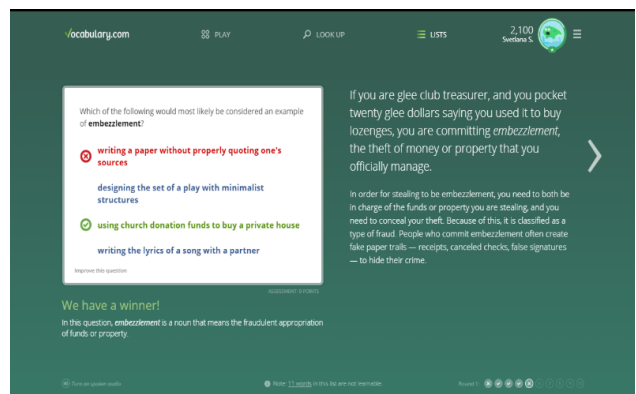 Vocabulary.com
PLAY
LOOK UP
LISTS
2,100
Svetlana S.
Which of the following would most likely be considered an example
of embezzlement?
writing a paper without properly quoting one's
sources
designing the set of a play with minimalist
structures
using church donation funds to buy a private house
writing the lyrics of a song with a partner
Improve this question
ASSESSMENT: 0 POINTS
We have a winner!
In this question, embezzlement is a noun that means the fraudulent appropriation
of funds or property.
If you are glee club treasurer, and you pocket
twenty glee dollars saying you used it to buy
lozenges, you are committing embezzlement,
the theft of money or property that you
officially manage.
In order for stealing to be embezzlement, you need to both be
in charge of the funds or property you are stealing, and you
need to conceal your theft. Because of this, it is classified as a
type of fraud. People who commit embezzlement often create
fake paper trails — receipts, canceled checks, false signatures
— to hide their crime.
Turn on poster audio
Note: 11 words in this list are not learnable.
Round 1: